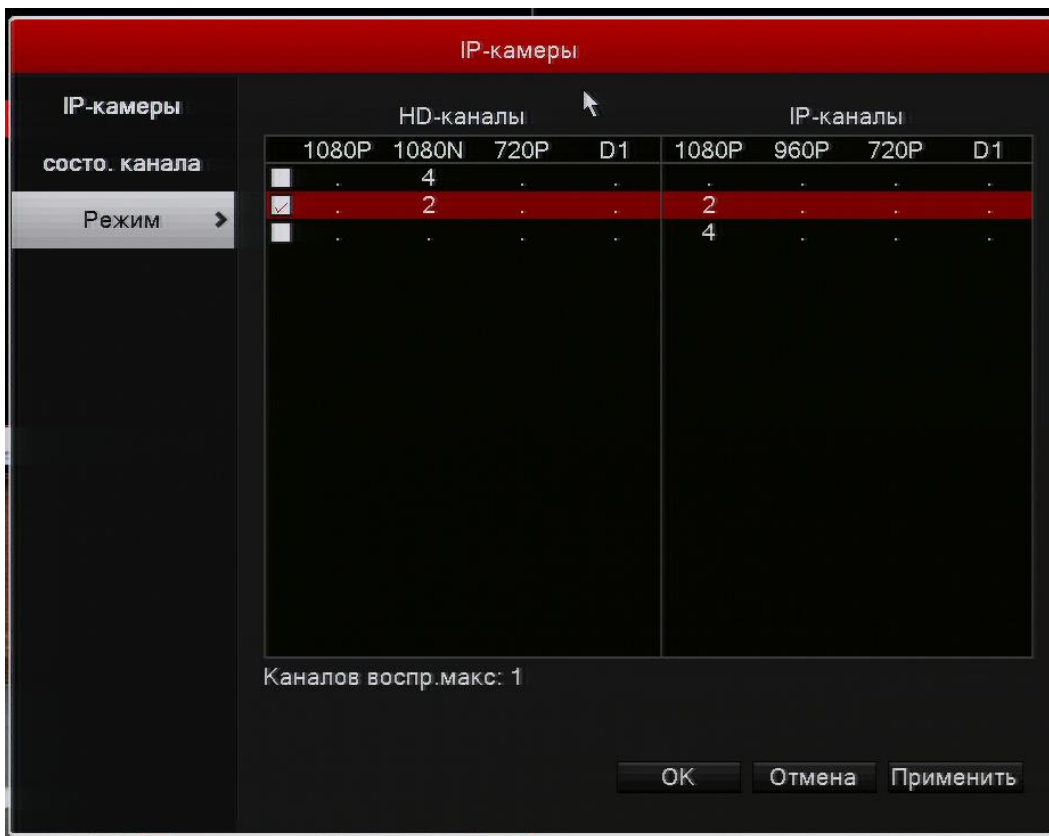 IP-камеры
IP-камеры
состо. канала
Режим >
HD-каналы IP-каналы
1080P 1080N 720P D1 1080P 960P 720P D1
. 4 . . . . . .
. 2 . . 2 . . .
. . . . 4 . . .
Каналов воспр.макс: 1
OK Отмена Применить